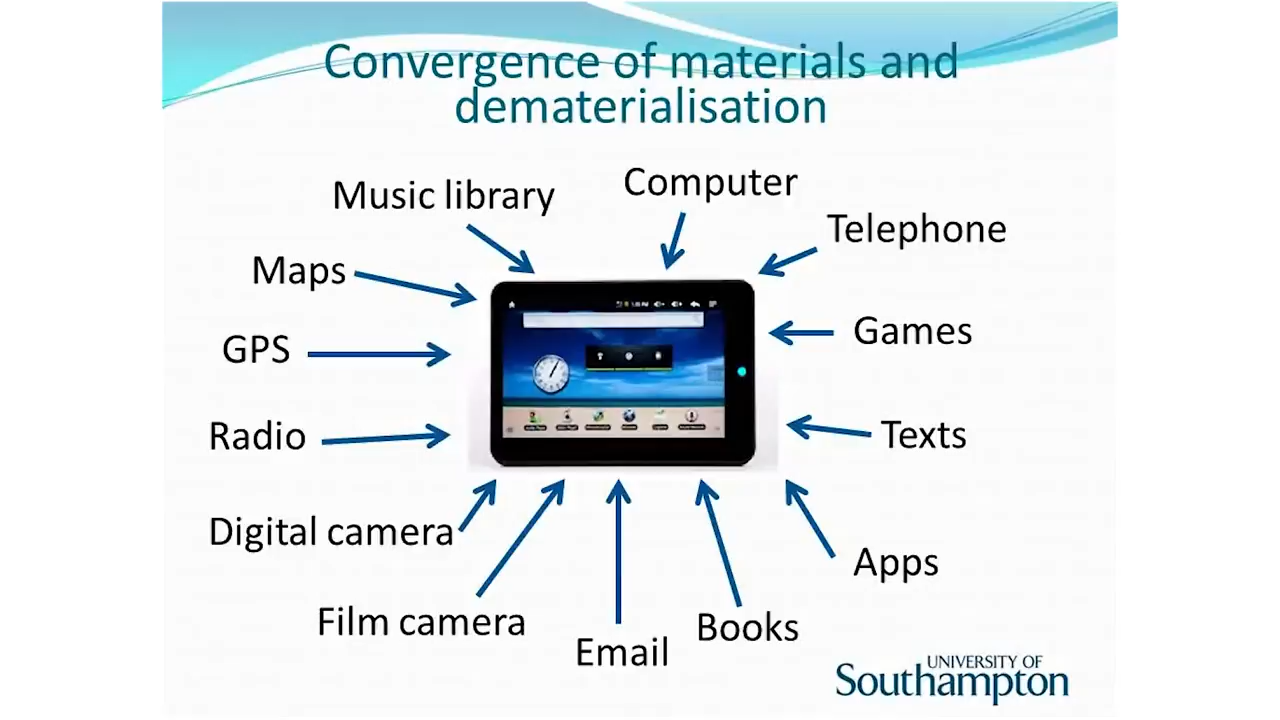 Convergence of materials and
dematerialisation
Music library
Computer
Telephone
Maps
Games
GPS
Radio
Texts
Digital camera
Apps
Film camera
Books
Email
UNIVERSITY OF
Southampton